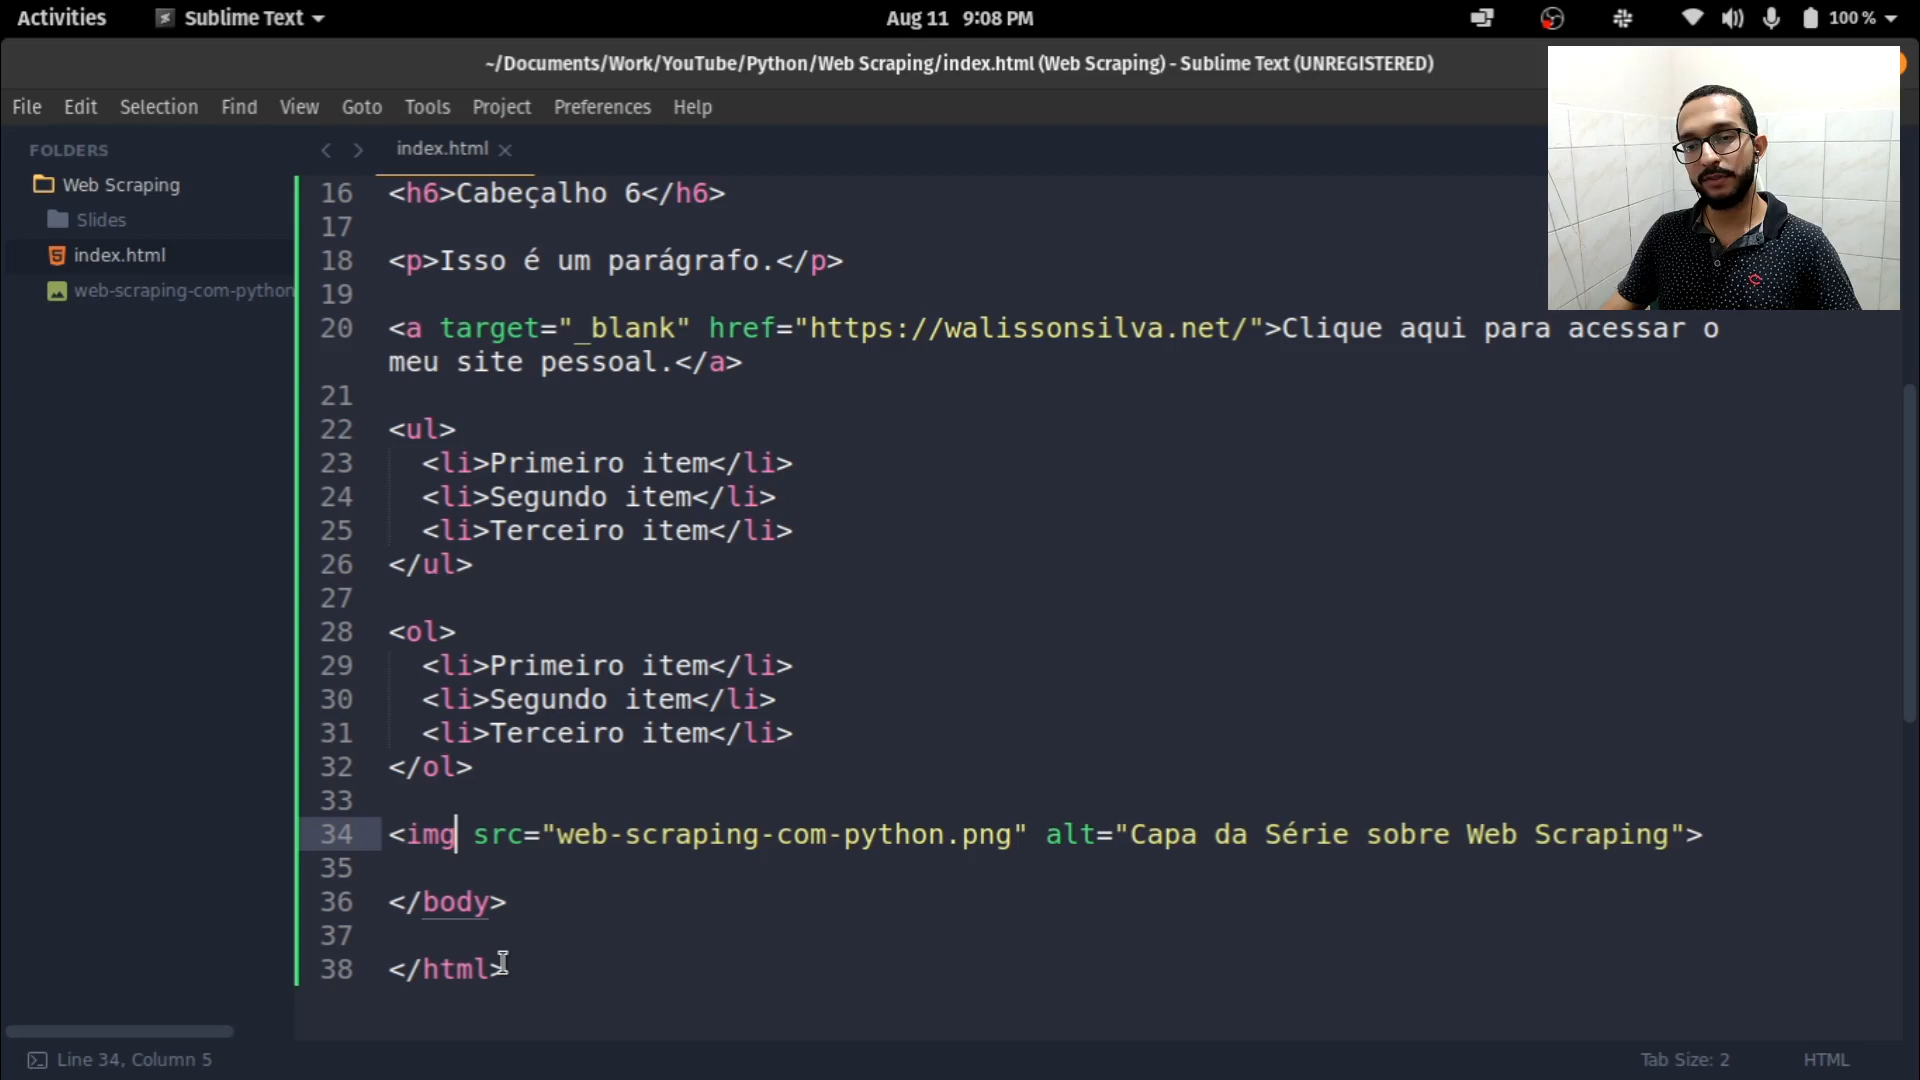 Activities
Sublime Text
Aug 11 9:08 PM
100 %
~/Documents/Work/YouTube/Python/Web Scraping/index.html (Web Scraping) - Sublime Text (UNREGISTERED)
File Edit Selection Find View Goto Tools Project Preferences Help
FOLDERS
Web Scraping
Slides
index.html
web-scraping-com-python
index.html
16 <h6>Cabeçalho 6</h6>
17
18 <p>Isso é um parágrafo.</p>
19
20 <a target="_blank" href="https://walissonsilva.net/">Clique aqui para acessar o
meu site pessoal.</a>
21
22 <ul>
23 <li>Primeiro item</li>
24 <li>Segundo item</li>
25 <li>Terceiro item</li>
26 </ul>
27
28 <ol>
29 <li>Primeiro item</li>
30 <li>Segundo item</li>
31 <li>Terceiro item</li>
32 </ol>
33
34 <img src="web-scraping-com-python.png" alt="Capa da Série sobre Web Scraping">
35
36 </body>
37
38 </html>
Line 34, Column 5
Tab Size: 2
HTML